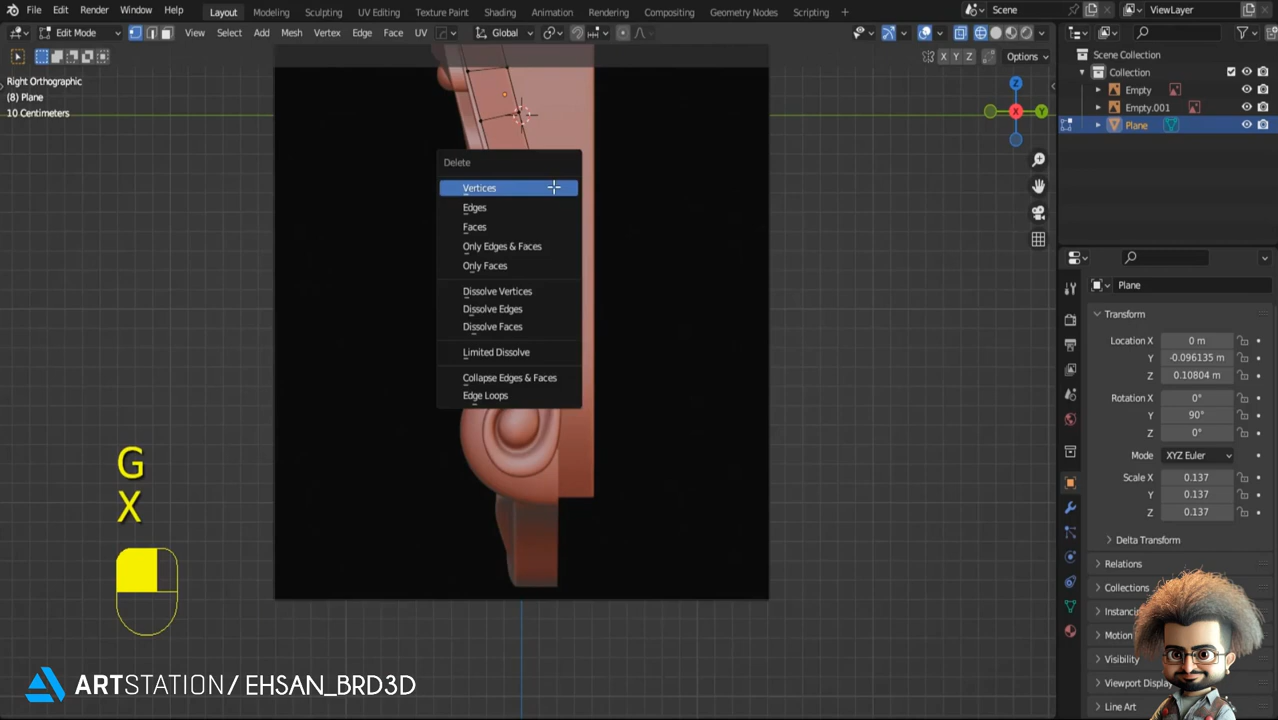 File Edit Render Window Help Layout Modeling Sculpting UV Editing Texture Paint Shading Animation Rendering Compositing Geometry Nodes Scripting + Scene ViewLayer
Edit Mode View Select Add Mesh Vertex Edge Face UV Global
X Y Z Options
Right Orthographic
(8) Plane
10 Centimeters
Z
X
Y
Delete
Vertices
Edges
Faces
Only Edges & Faces
Only Faces
Dissolve Vertices
Dissolve Edges
Dissolve Faces
Limited Dissolve
Collapse Edges & Faces
Edge Loops
G
X
ARTSTATION / EHSAN_BRD3D
Scene Collection
Collection
Empty
Empty.001
Plane
Plane
Transform
Location X 0 m
Y -0.096135 m
Z 0.10804 m
Rotation X 0°
Y 90°
Z 0°
Mode XYZ Euler
Scale X 0.137
Y 0.137
Z 0.137
Delta Transform
Relations
Collections
Instancing
Motion
Visibility
Viewport Display
Line Art